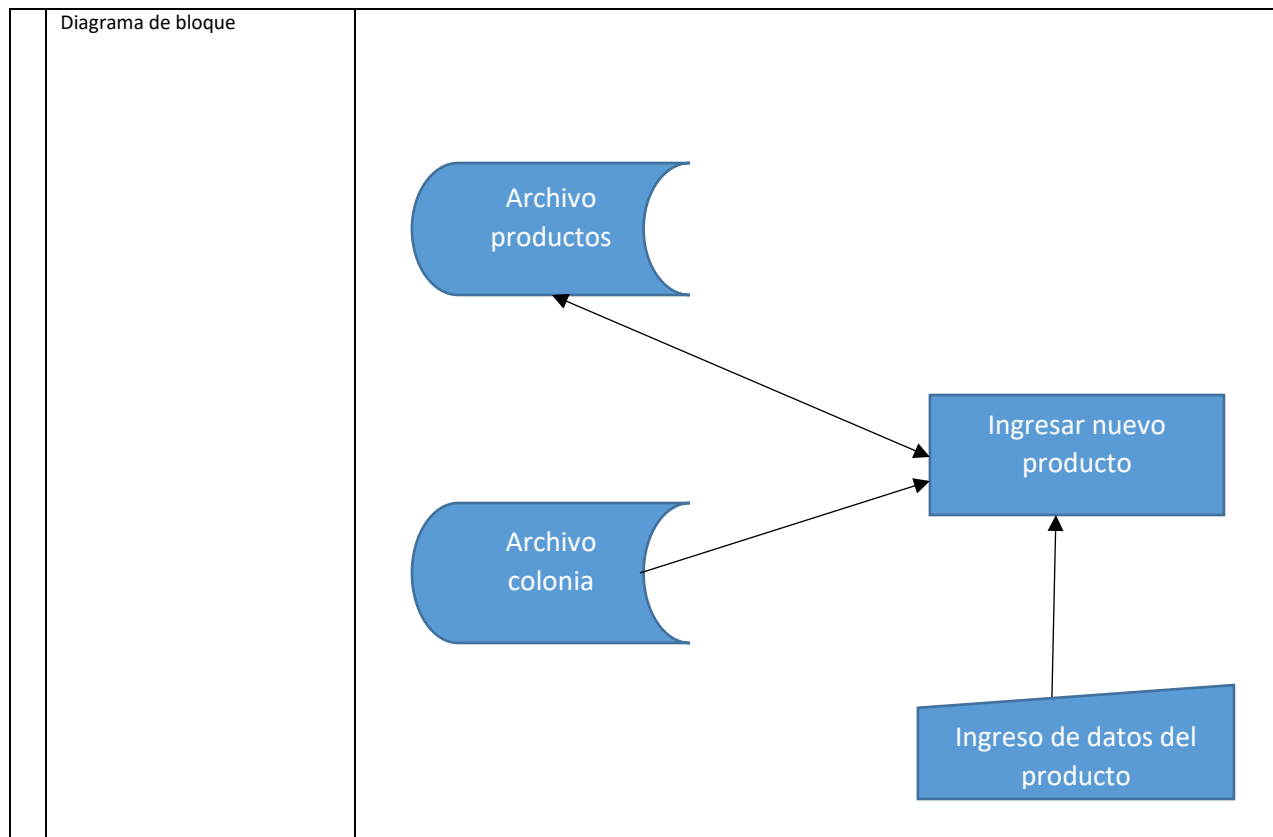 Diagrama de bloque
Archivo
productos
Ingresar nuevo
producto
Archivo
colonia
Ingreso de datos del
producto